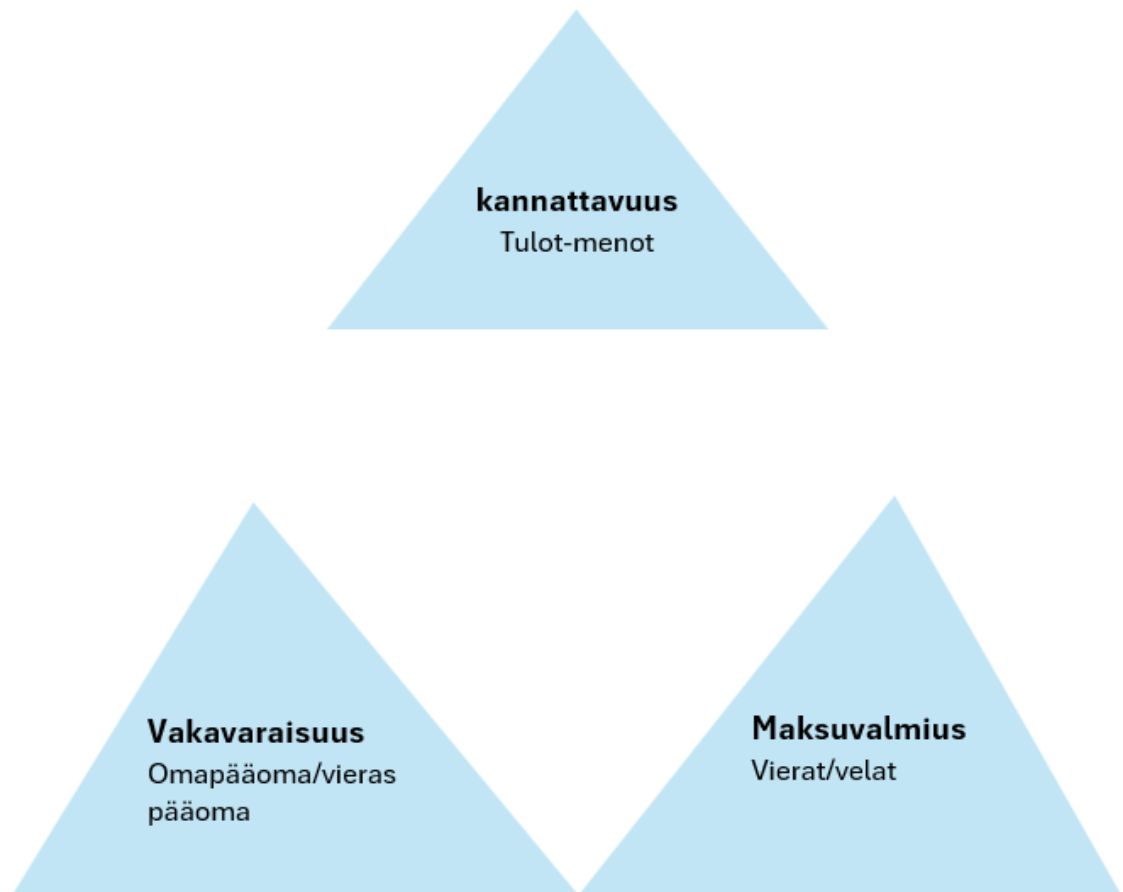 kannattavuus
Tulot-menot
Vakavaraisuus
Omapääoma/vieras
pääoma
Maksuvalmius
Vierat/velat